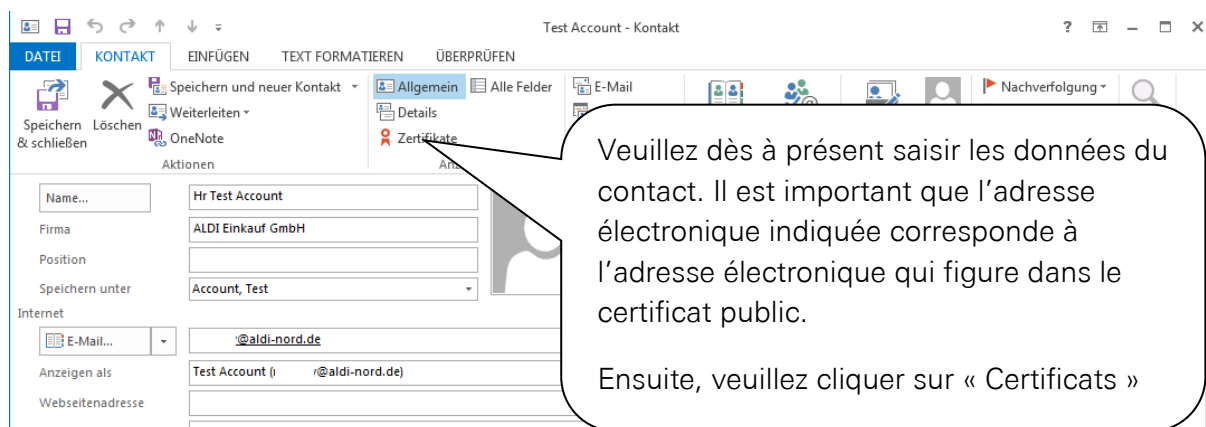 Test Account - Kontakt
?
DATEI KONTAKT EINFÜGEN TEXT FORMATIEREN ÜBERPRÜFEN
Speichern & schließen
Löschen
Speichern und neuer Kontakt
Weiterleiten
OneNote
Aktionen
Allgemein
Details
Zertifikate
Alle Felder
E-Mail
Nachverfolgung
Name... Hr Test Account
Firma ALDI Einkauf GmbH
Position
Speichern unter Account, Test
Internet
E-Mail... @aldi-nord.de
Anzeigen als Test Account ( @aldi-nord.de)
Webseitenadresse
Veuillez dès à présent saisir les données du
contact. Il est important que l’adresse
électronique indiquée corresponde à
l’adresse électronique qui figure dans le
certificat public.
Ensuite, veuillez cliquer sur « Certificats »